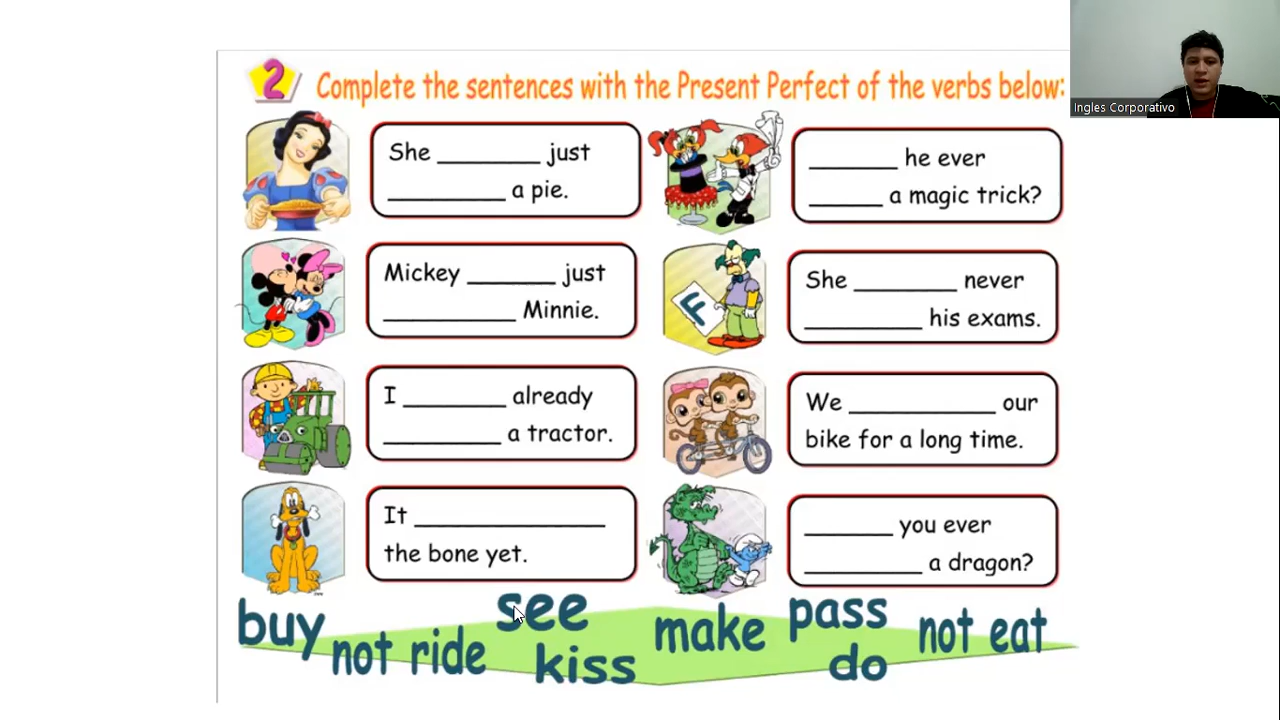 2 Complete the sentences with the Present Perfect of the verbs below:
Ingles Corporativo
She ________ just
_________ a pie.
_______ he ever
______ a magic trick?
Mickey _______ just
__________ Minnie.
F
She ________ never
_________ his exams.
I ________ already
_________ a tractor.
We ___________ our
bike for a long time.
It _______________
the bone yet.
_______ you ever
_________ a dragon?
buy not ride see kiss make pass do not eat